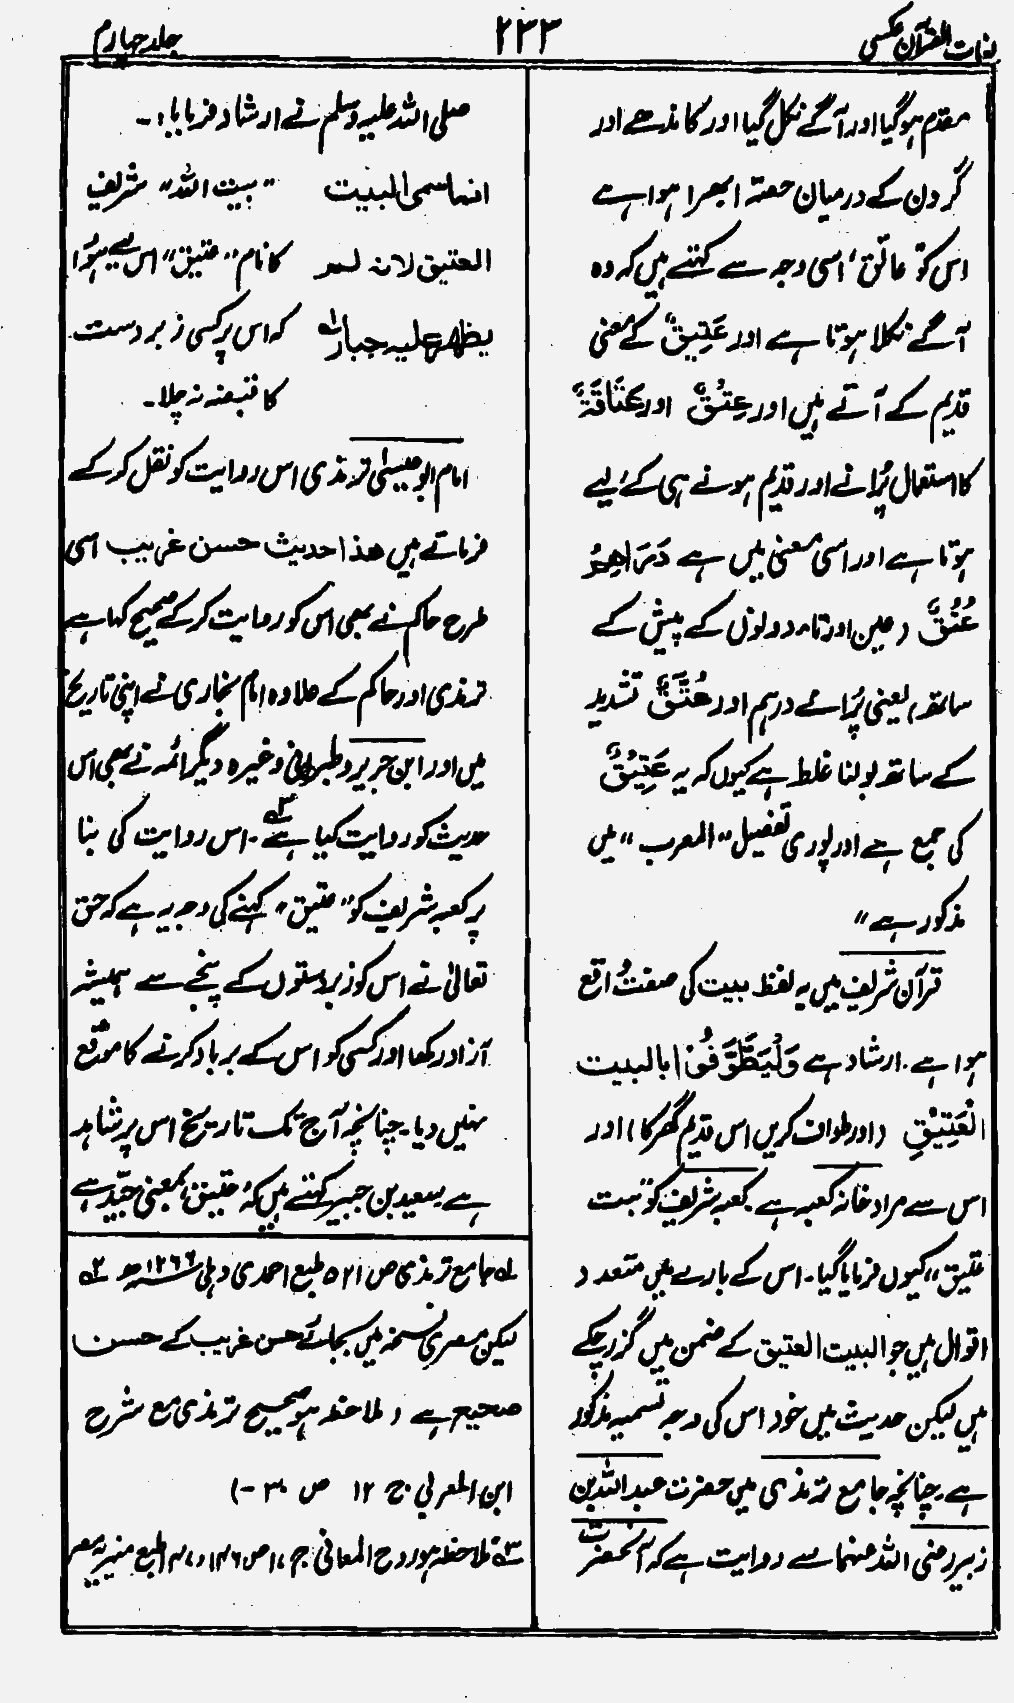 لغات القرآن عکسی
۲۳۳
جلد چہارم
مقدم ہو گیا اور آگے نکل گیا اور کاندھے اور
گردن کے درمیان حصتہ ابھرا ہوا ہے
اس کو عاتق، اسی وجہ سے کہتے ہیں کہ وہ
آگے نکلا ہوتا ہے اور عَتِیقٌ کے معنی
قدیم کے آتے ہیں اور عِتْقٌ اور عِتَاقَۃٌ
کا استعمال پُرانے اور قدیم ہونے ہی کے لیے
ہوتا ہے اور اسی معنی میں ہے دَرَاھِمُ
عُتُقٌ (عین اور تاء دونوں کے پیش کے
ساتھ) یعنی پُرانے درہم اور عُتَّقٌ تشدید
کے ساتھ بولنا غلط ہے کیوں کہ یہ عَتِیْقٌ
کی جمع ہے اور پوری تفصیل "المعرب" میں
مذکور ہے"
قرآن شریف میں یہ لفظ بیت کی صفت واقع
ہوا ہے۔ ارشاد ہے وَلْیَطَّوَّفُوْا بالبیت
الْعَتِیْقِ (اور طواف کریں اس قدیم گھر کا) اور
اس سے مراد خانہ کعبہ ہے کعبہ شریف کو "بیت
عتیق" کیوں فرمایا گیا۔ اس کے بارے میں متعدد
اقوال ہیں جو البیت العتیق کے ضمن میں گزر چکے
ہیں لیکن حدیث میں خود اس کی وجہ تسمیہ مذکور
ہے۔ چنانچہ جامع ترمذی میں حضرت عبداللہ بن
زبیر رضی اللہ عنہما سے روایت ہے کہ آنحضرت
صلی اللہ علیہ وسلم نے ارشاد فرمایا:۔
انما سمی البیت "بیت اللہ" شریف
العتیق لانہ لم کا نام "عتیق" اس لیے ہوا
یظھر علیہ جبار لہ کہ اس پر کسی زبردست
کا قبضہ نہ چلا۔
امام ابو عیسیٰ ترمذی اس روایت کو نقل کر کے
فرماتے ہیں ھذا حدیث حسن غریب اسی
طرح حاکم نے بھی اس کو روایت کر کے صحیح کہا ہے
ترمذی اور حاکم کے علاوہ امام بخاری نے اپنی تاریخ
میں اور ابن جریر و طبرانی وغیرہ دیگر ائمہ نے بھی اس
حدیث کو روایت کیا ہے۳۔ اس روایت کی بنا
پر کعبہ شریف کو "عتیق" کہنے کی وجہ یہ ہے کہ حق
تعالیٰ نے اس کو زبردستوں کے پنجے سے ہمیشہ
آزاد رکھا اور کسی کو اس کے برباد کرنے کا موقع
نہیں دیا۔ چنانچہ آج تک تاریخ اس پر شاہد
ہے سعید بن جبیر کہتے ہیں کہ عتیق بمعنی جیّد ہے
لہ جامع ترمذی ص ۵۲۱ طبع احمدی دہلی ۱۲۶۶ھ ۲ہ
لیکن مصری نسخہ میں بجائے حسن غریب کے حسن
صحیح ہے (ملاحظہ ہو صحیح ترمذی مع شرح
ابن العربی ج ۱۲ ص ۳۰۔)
۳ہ ملاحظہ ہو روح المعانی ج ۱۷ ص ۱۴۶، ۱۴۷ طبع منیریہ مصر